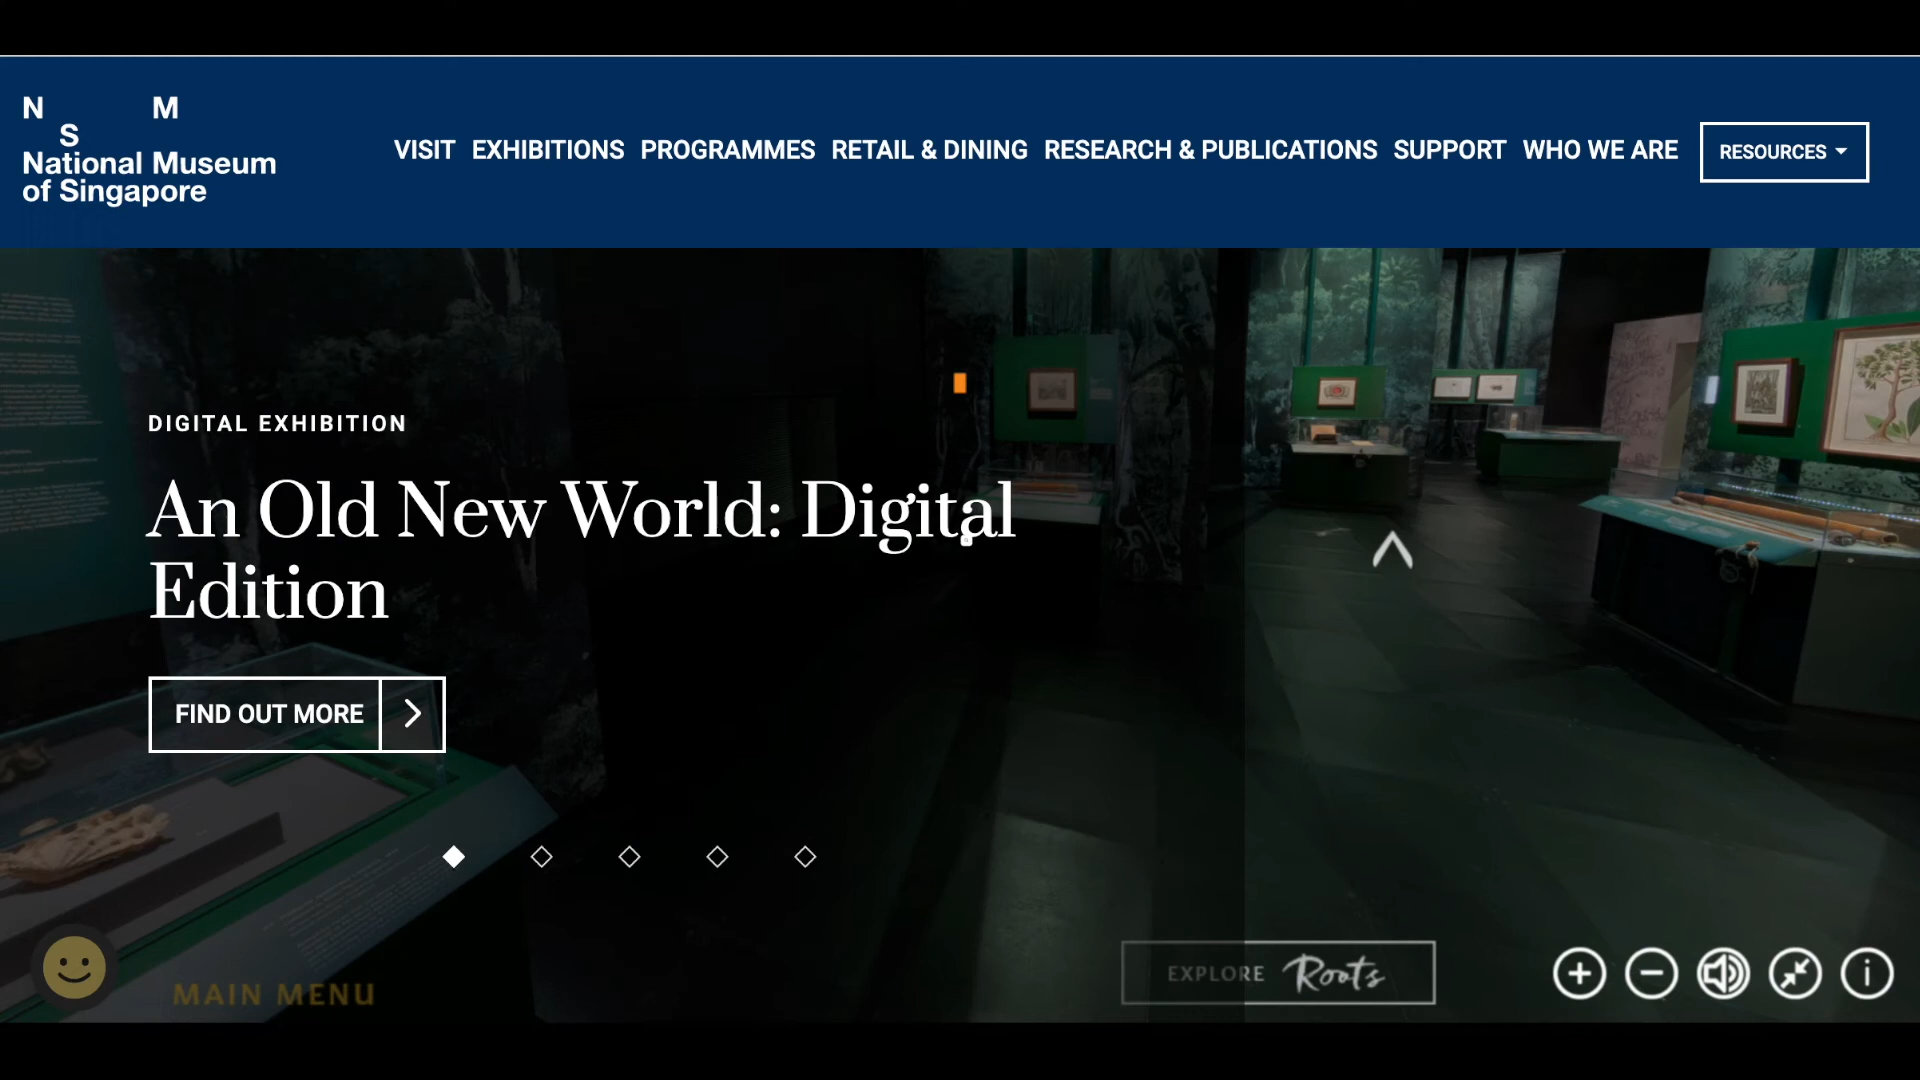 N M
S
National Museum
of Singapore
VISIT EXHIBITIONS PROGRAMMES RETAIL & DINING RESEARCH & PUBLICATIONS SUPPORT WHO WE ARE RESOURCES
DIGITAL EXHIBITION
An Old New World: Digital
Edition
FIND OUT MORE
MAIN MENU
EXPLORE Roots